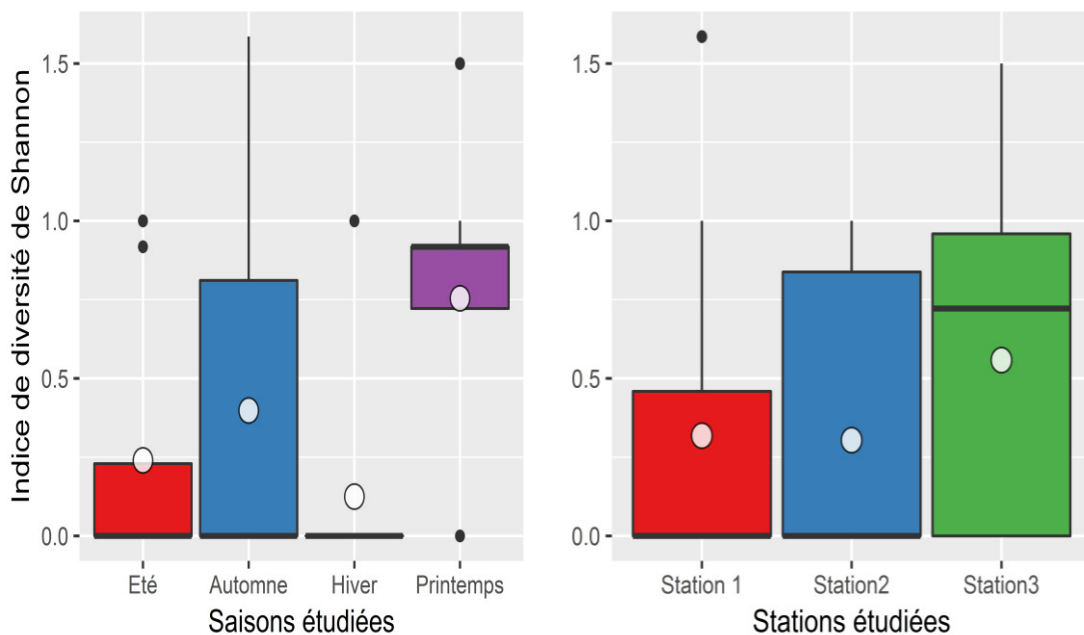 Indice de diversité de Shannon
1.5
1.0
0.5
0.0
Eté Automne Hiver Printemps
Saisons étudiées
1.5
1.0
0.5
0.0
Station 1 Station2 Station3
Stations étudiées